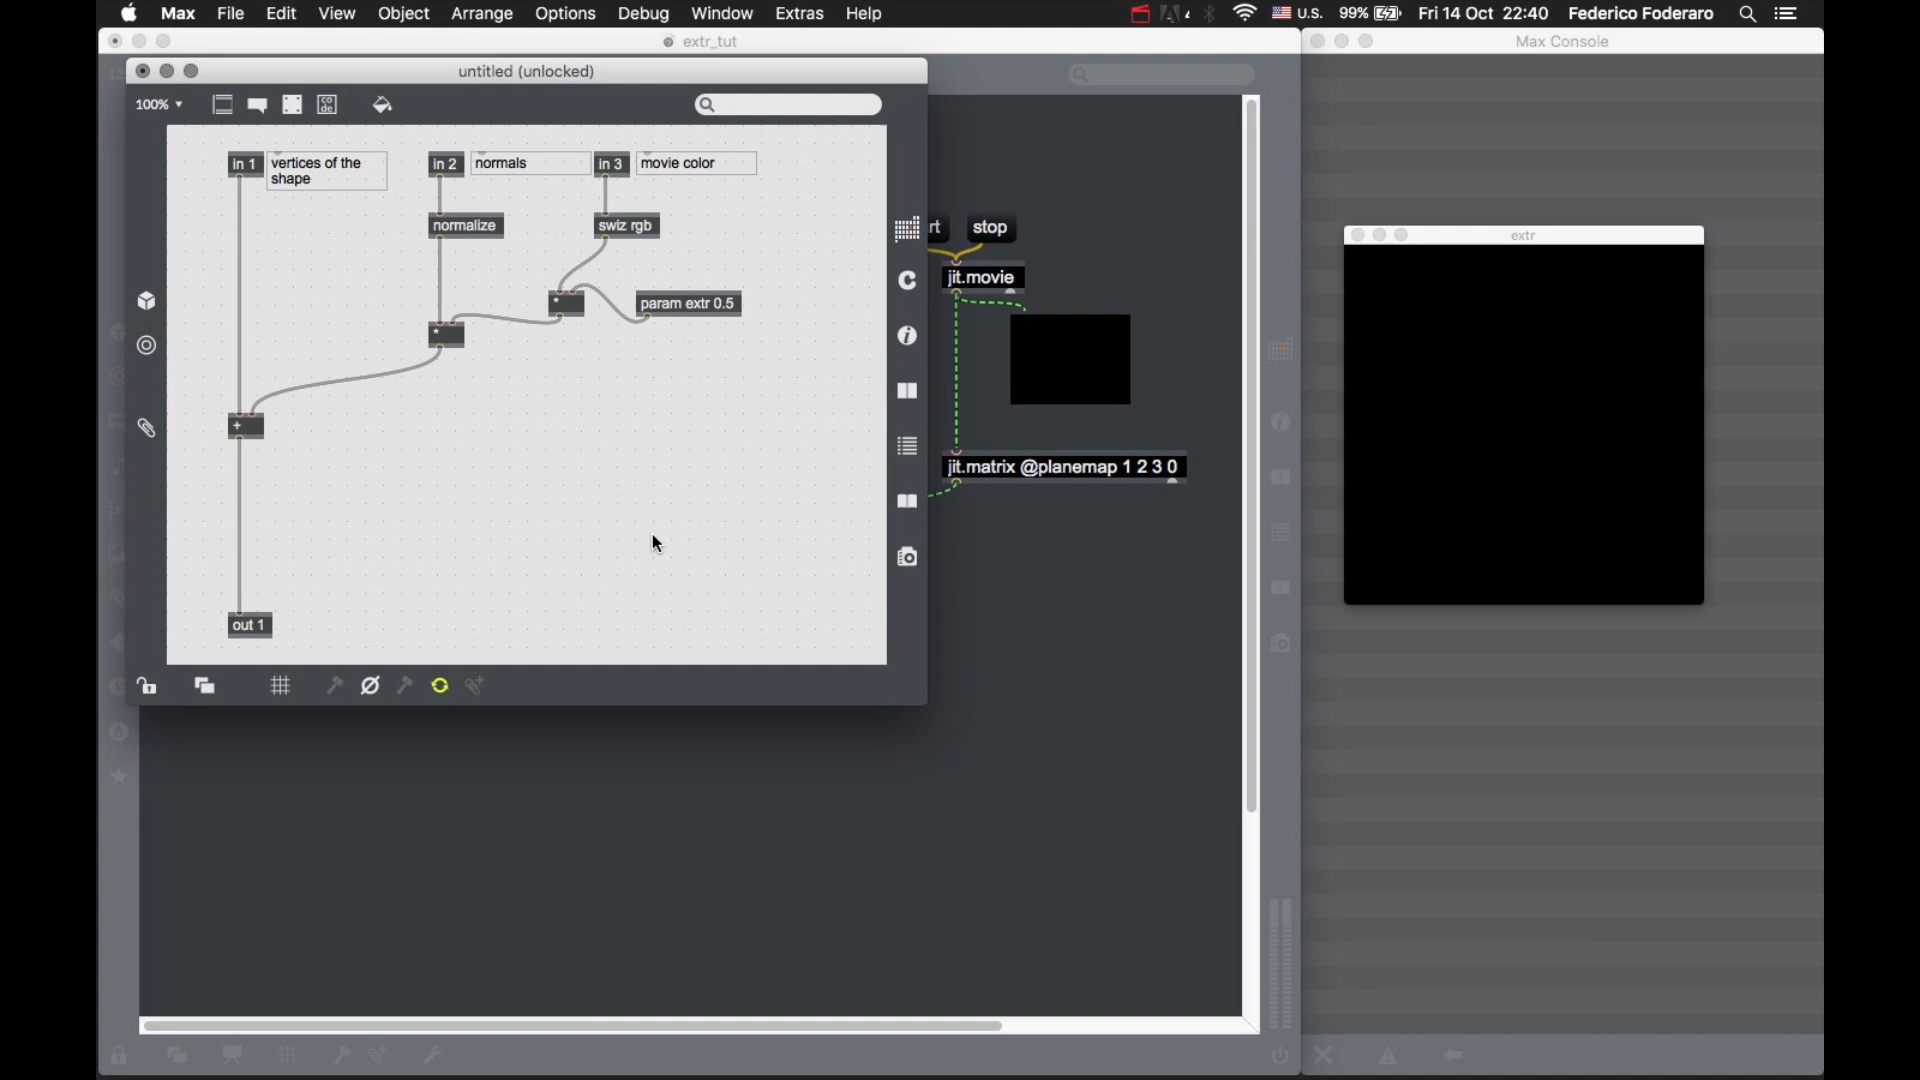 Max File Edit View Object Arrange Options Debug Window Extras Help U.S. 99% Fri 14 Oct 22:40 Federico Foderaro
extr_tut
Max Console
untitled (unlocked)
100%
in 1
vertices of the
shape
in 2
normals
in 3
movie color
normalize
swiz rgb
*
param extr 0.5
*
+
out 1
rt
stop
jit.movie
jit.matrix @planemap 1 2 3 0
extr